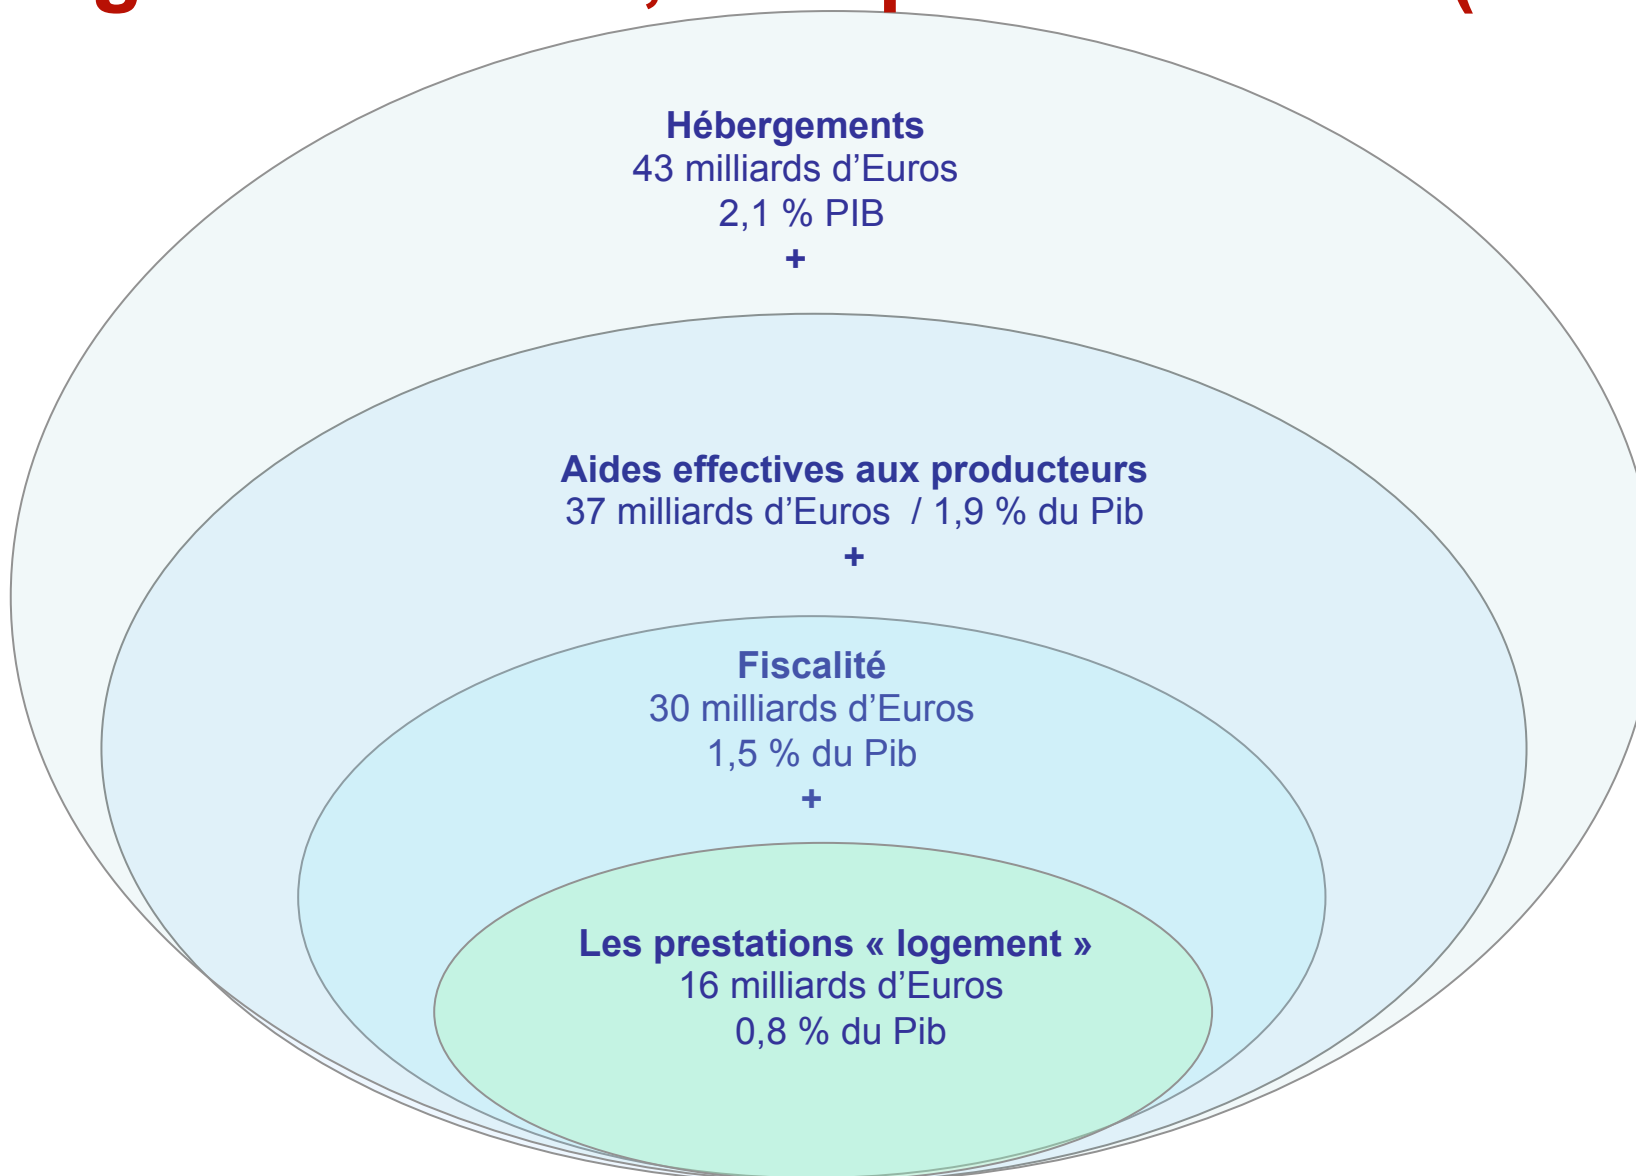 Hébergements
43 milliards d’Euros
2,1 % PIB
+
Aides effectives aux producteurs
37 milliards d’Euros / 1,9 % du Pib
+
Fiscalité
30 milliards d’Euros
1,5 % du Pib
+
Les prestations « logement »
16 milliards d’Euros
0,8 % du Pib